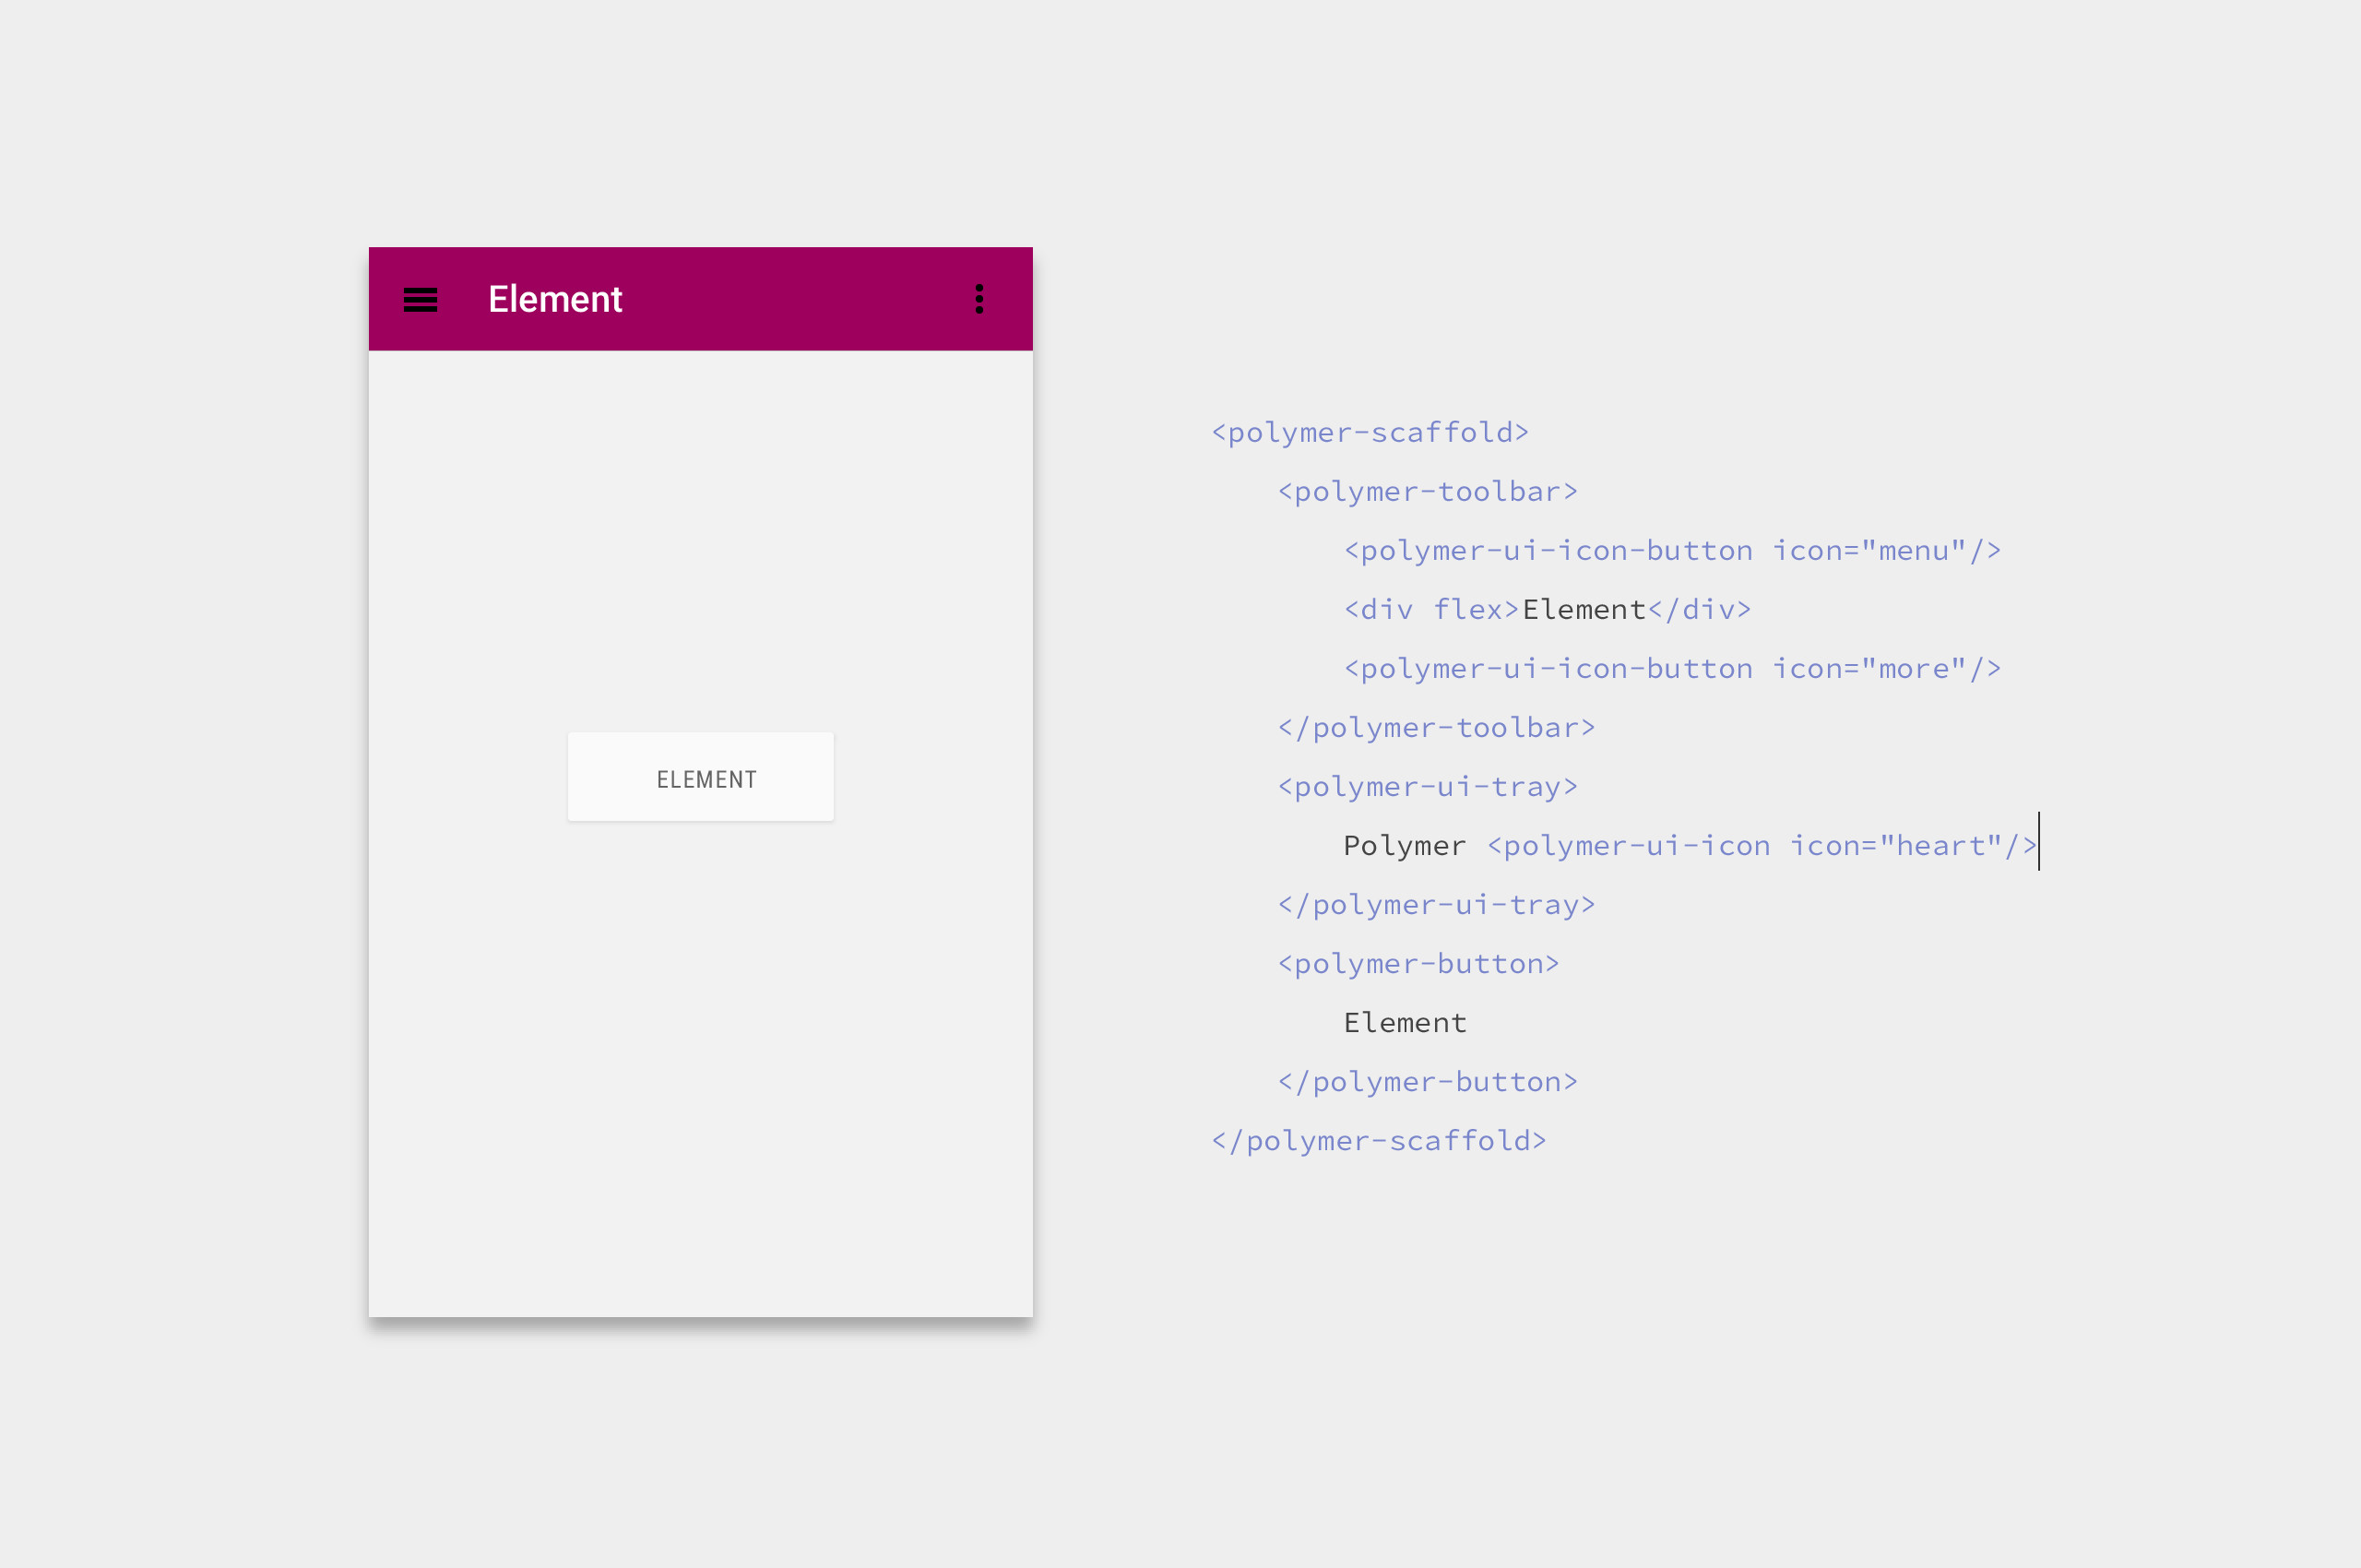 Element
ELEMENT
<polymer-scaffold>
<polymer-toolbar>
<polymer-ui-icon-button icon="menu"/>
<div flex>Element</div>
<polymer-ui-icon-button icon="more"/>
</polymer-toolbar>
<polymer-ui-tray>
Polymer <polymer-ui-icon icon="heart"/>
</polymer-ui-tray>
<polymer-button>
Element
</polymer-button>
</polymer-scaffold>